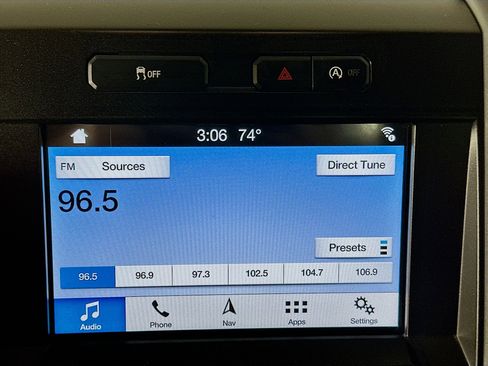 OFF
A OFF
3:06 74°
FM Sources
Direct Tune
96.5
Presets
96.5 96.9 97.3 102.5 104.7 106.9
Audio Phone Nav Apps Settings